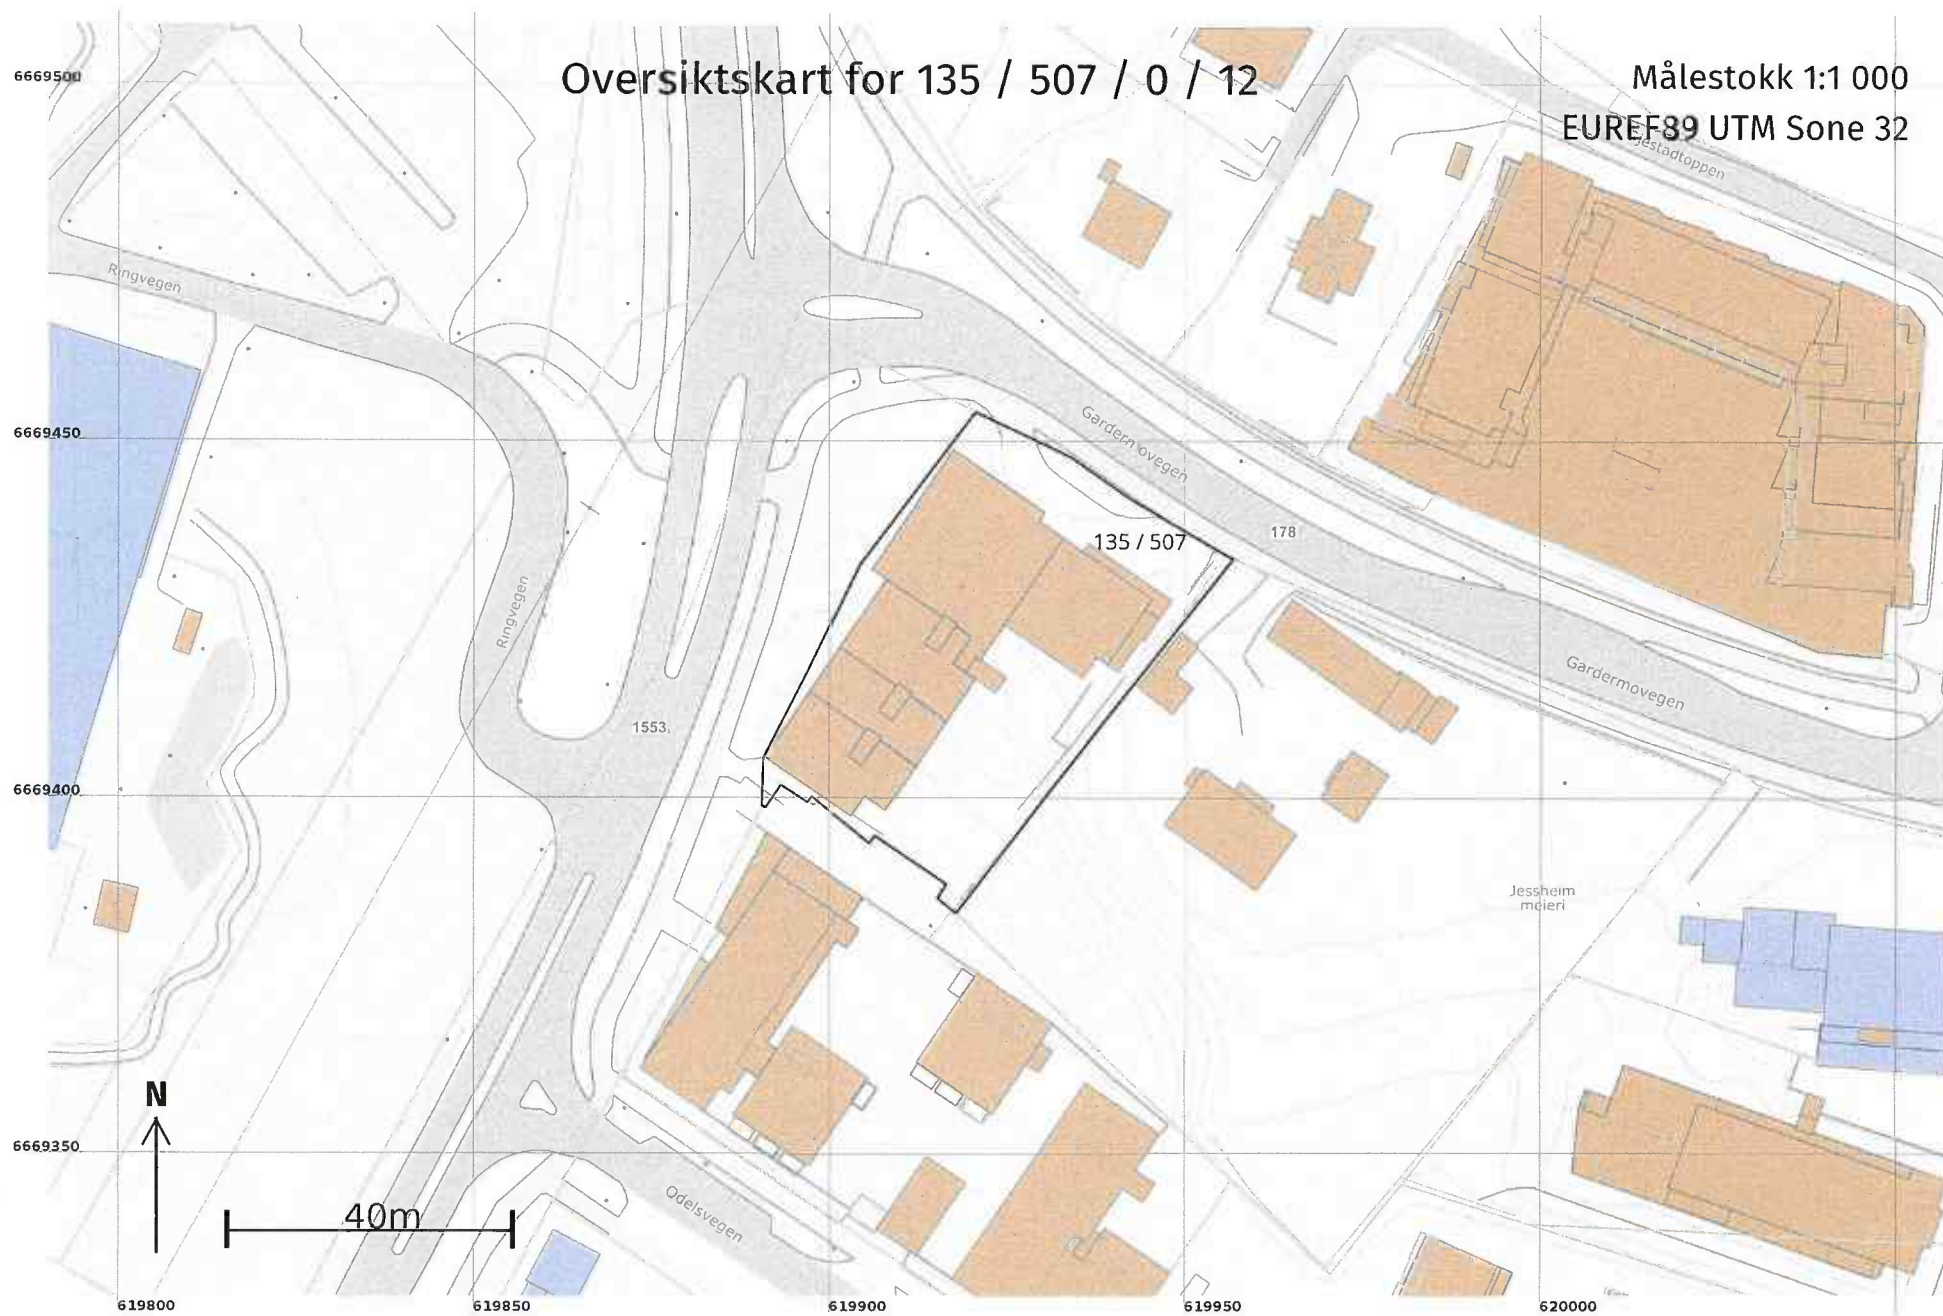 Oversiktskart for 135 / 507 / 0 / 12
Målestokk 1:1 000
EUREF89 UTM Sone 32
6669500
jestadtoppen
Ringvegen
6669450
Gardermovegen
178
135 / 507
Ringvegen
Gardermovegen
1553
6669400
Jessheim
meieri
N
6669350
40m
Odelsvegen
619800
619850
619900
619950
620000